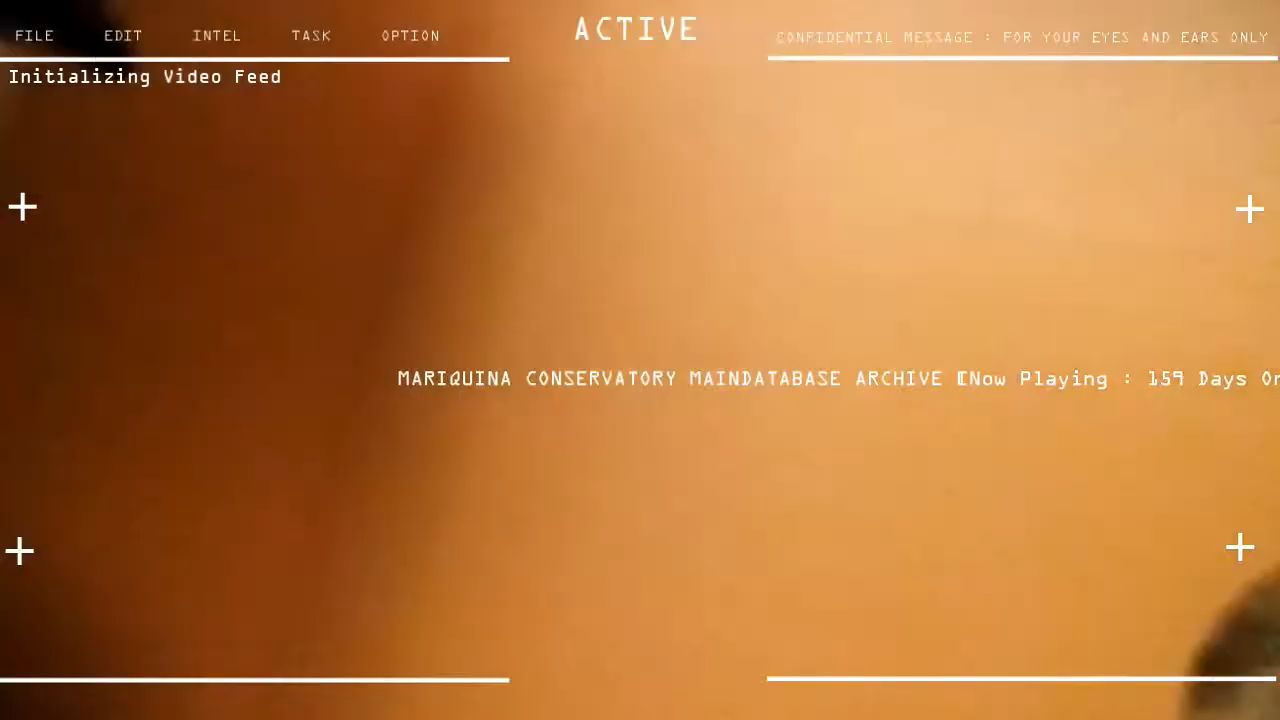 FILE EDIT INTEL TASK OPTION
ACTIVE
CONFIDENTIAL MESSAGE : FOR YOUR EYES AND EARS ONLY
Initializing Video Feed
MARIQUINA CONSERVATORY MAINDATABASE ARCHIVE [Now Playing : 159 Days